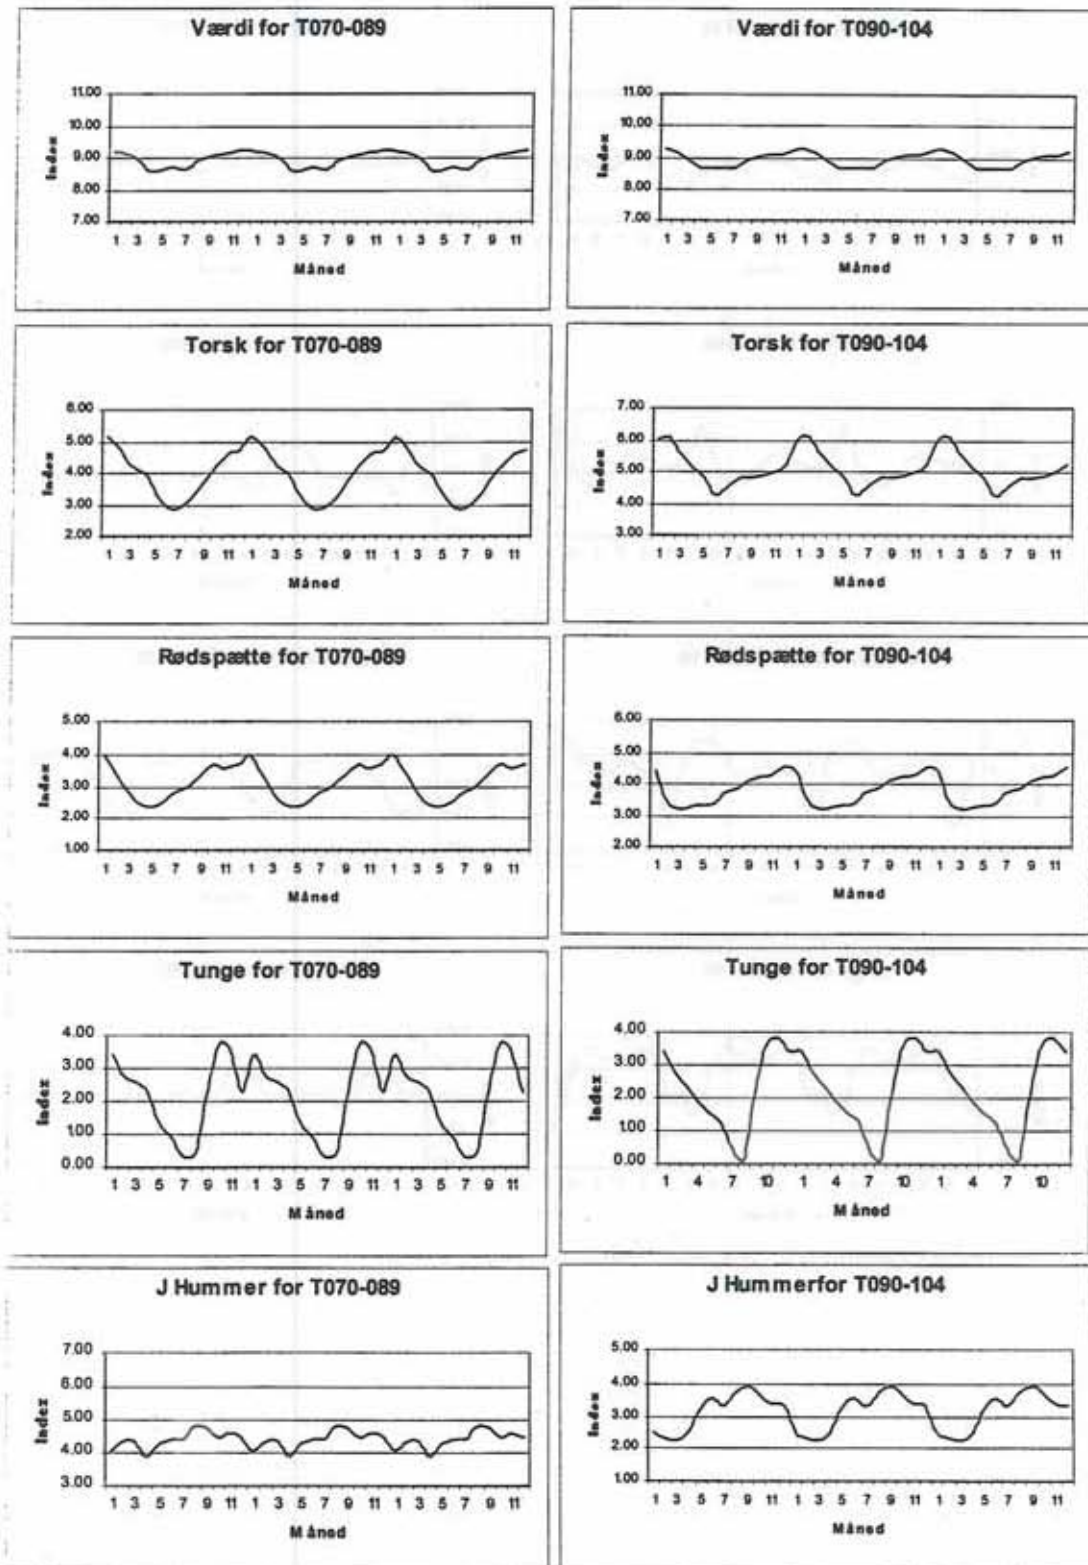 Værdi for T070-089
11.00
10.00
9.00
8.00
7.00
Index
1 3 5 7 9 11 1 3 5 7 9 11 1 3 5 7 9 11
Måned
Værdi for T090-104
11.00
10.00
9.00
8.00
7.00
Index
1 3 5 7 9 11 1 3 5 7 9 11 1 3 5 7 9 11
Måned
Torsk for T070-089
6.00
5.00
4.00
3.00
2.00
Index
1 3 5 7 9 11 1 3 5 7 9 11 1 3 5 7 9 11
Måned
Torsk for T090-104
7.00
6.00
5.00
4.00
3.00
Index
1 3 5 7 9 11 1 3 5 7 9 11 1 3 5 7 9 11
Måned
Rødspætte for T070-089
5.00
4.00
3.00
2.00
1.00
Index
1 3 5 7 9 11 1 3 5 7 9 11 1 3 5 7 9 11
Måned
Rødspætte for T090-104
6.00
5.00
4.00
3.00
2.00
Index
1 3 5 7 9 11 1 3 5 7 9 11 1 3 5 7 9 11
Måned
Tunge for T070-089
4.00
3.00
2.00
1.00
0.00
Index
1 3 5 7 9 11 1 3 5 7 9 11 1 3 5 7 9 11
Måned
Tunge for T090-104
4.00
3.00
2.00
1.00
0.00
Index
1 4 7 10 1 4 7 10 1 4 7 10
Måned
J Hummer for T070-089
7.00
6.00
5.00
4.00
3.00
Index
1 3 5 7 9 11 1 3 5 7 9 11 1 3 5 7 9 11
Måned
J Hummerfor T090-104
5.00
4.00
3.00
2.00
1.00
Index
1 3 5 7 9 11 1 3 5 7 9 11 1 3 5 7 9 11
Måned